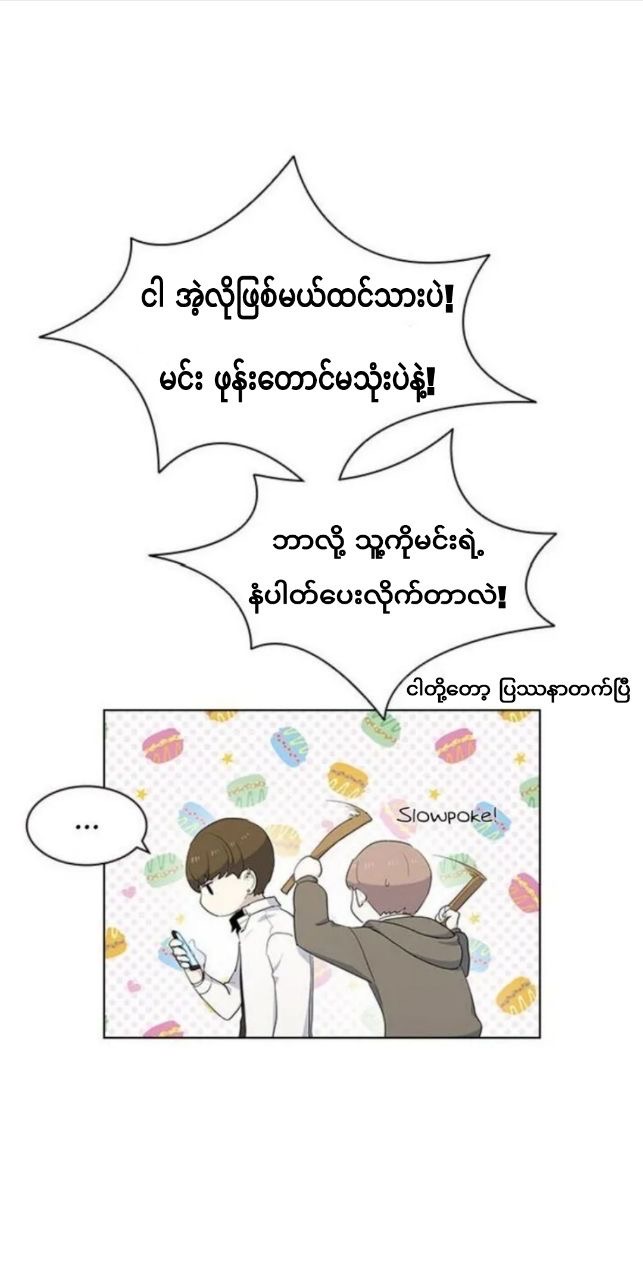 ငါ အဲ့လိုဖြစ်မယ်ထင်သားပဲ!
မင်း ဖုန်းတောင်မသုံးပဲနဲ့!
ဘာလို့ သူ့ကိုမင်းရဲ့
နံပါတ်ပေးလိုက်တာလဲ!
ငါတို့တော့ ပြဿနာတက်ပြီ
...
Slowpoke!